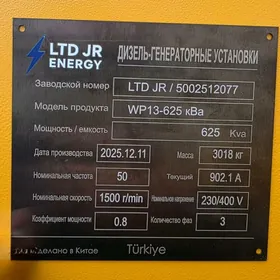 LTD JR ENERGY ДИЗЕЛЬ-ГЕНЕРАТОРНЫЕ УСТАНОВКИ
Заводской номер LTD JR / 5002512077
Модель продукта WP13-625 кВа
Мощность / емкость 625 Kva
Дата производства 2025.12.11 Масса 3018 кг
Номинальная частота 50 Текущий 902.1 A
Номинальная скорость 1500 r/min Номинальное напряжение 230/400 V
Коэффициент мощности 0.8 Количество фаз 3
Сделано в Китае Türkiye